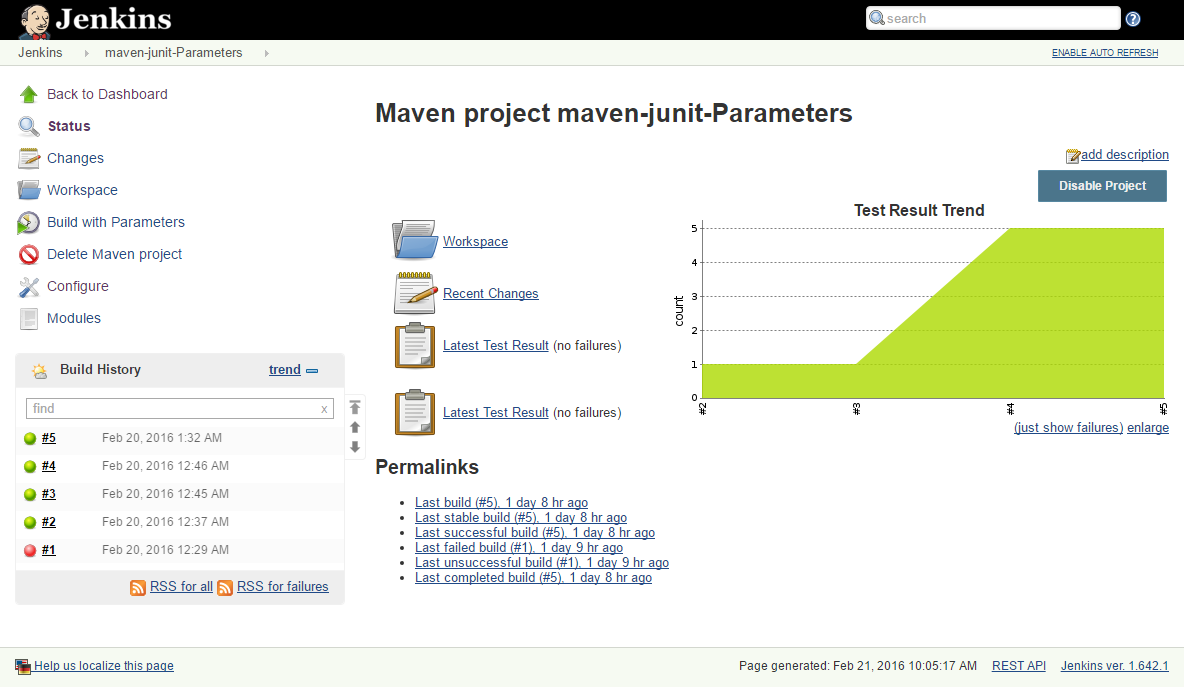 Jenkins
search
?
Jenkins maven-junit-Parameters
ENABLE AUTO REFRESH
Back to Dashboard
Status
Changes
Workspace
Build with Parameters
Delete Maven project
Configure
Modules
Build History
trend
find
x
#5 Feb 20, 2016 1:32 AM
#4 Feb 20, 2016 12:46 AM
#3 Feb 20, 2016 12:45 AM
#2 Feb 20, 2016 12:37 AM
#1 Feb 20, 2016 12:29 AM
RSS for all RSS for failures
Maven project maven-junit-Parameters
add description
Disable Project
Workspace
Recent Changes
Latest Test Result (no failures)
Latest Test Result (no failures)
Test Result Trend
5
4
3
2
1
0
count
#2 #3 #4 #5
(just show failures) enlarge
Permalinks
Last build (#5), 1 day 8 hr ago
Last stable build (#5), 1 day 8 hr ago
Last successful build (#5), 1 day 8 hr ago
Last failed build (#1), 1 day 9 hr ago
Last unsuccessful build (#1), 1 day 9 hr ago
Last completed build (#5), 1 day 8 hr ago
Help us localize this page
Page generated: Feb 21, 2016 10:05:17 AM REST API Jenkins ver. 1.642.1